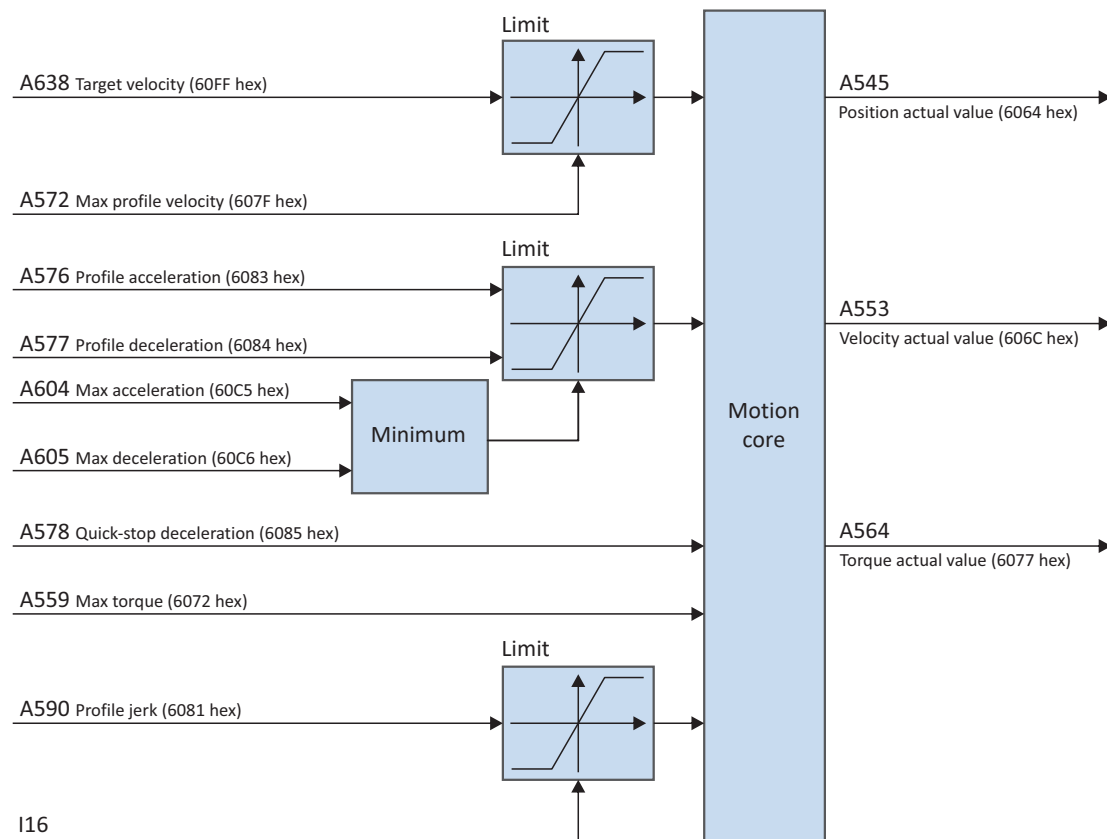 Limit
A638 Target velocity (60FF hex)
A545
Position actual value (6064 hex)
A572 Max profile velocity (607F hex)
Limit
A576 Profile acceleration (6083 hex)
A553
A577 Profile deceleration (6084 hex)
Velocity actual value (606C hex)
A604 Max acceleration (60C5 hex)
Minimum
Motion
core
A605 Max deceleration (60C6 hex)
A578 Quick-stop deceleration (6085 hex)
A564
Torque actual value (6077 hex)
A559 Max torque (6072 hex)
Limit
A590 Profile jerk (6081 hex)
I16